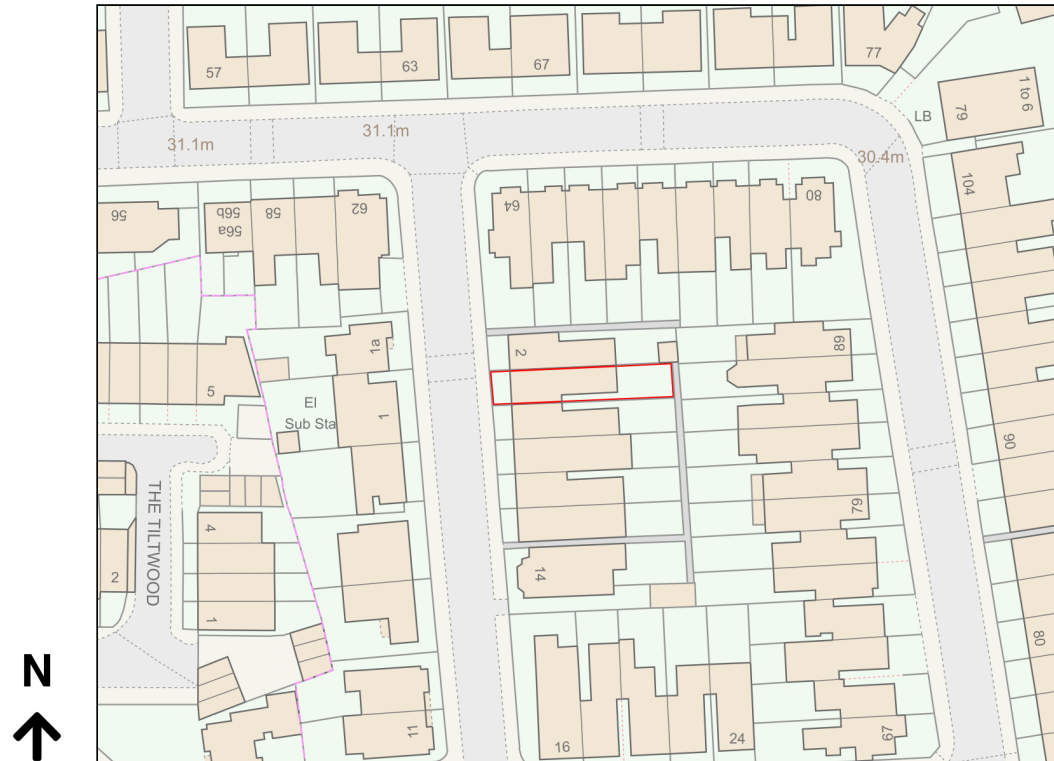 57
63
67
77
1 to 6
79
LB
31.1m
31.1m
30.4m
104
56
56b
56a
58
62
64
80
2
1a
89
5
El
Sub Sta
1
90
79
THE TILTWOOD
4
2
14
1
80
11
16
24
67
N